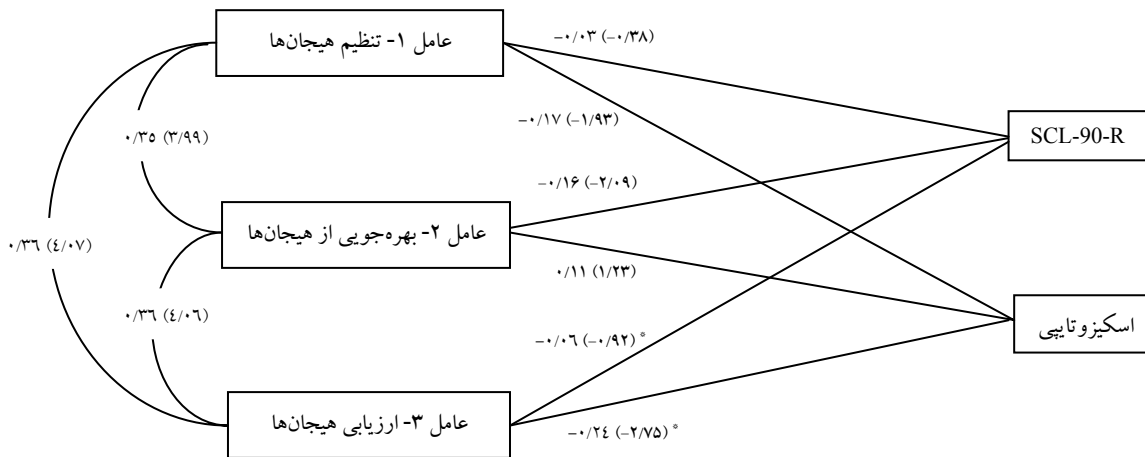 عامل ۱- تنظیم هیجان‌ها
-۰/۰۳ (-۰/۳۸)
SCL-90-R
-۰/۱۷ (-۱/۹۳)
۰/۳۵ (۳/۹۹)
-۰/۱۶ (-۲/۰۹)
عامل ۲- بهره‌جویی از هیجان‌ها
۰/۳٦ (٤/۰۷)
۰/۱۱ (۱/۲۳)
۰/۳٦ (٤/۰٦)
اسکیزوتایپی
-۰/۰٦ (-۰/۹۲) *
عامل ۳- ارزیابی هیجان‌ها
-۰/۲٤ (-۲/۷۵) *